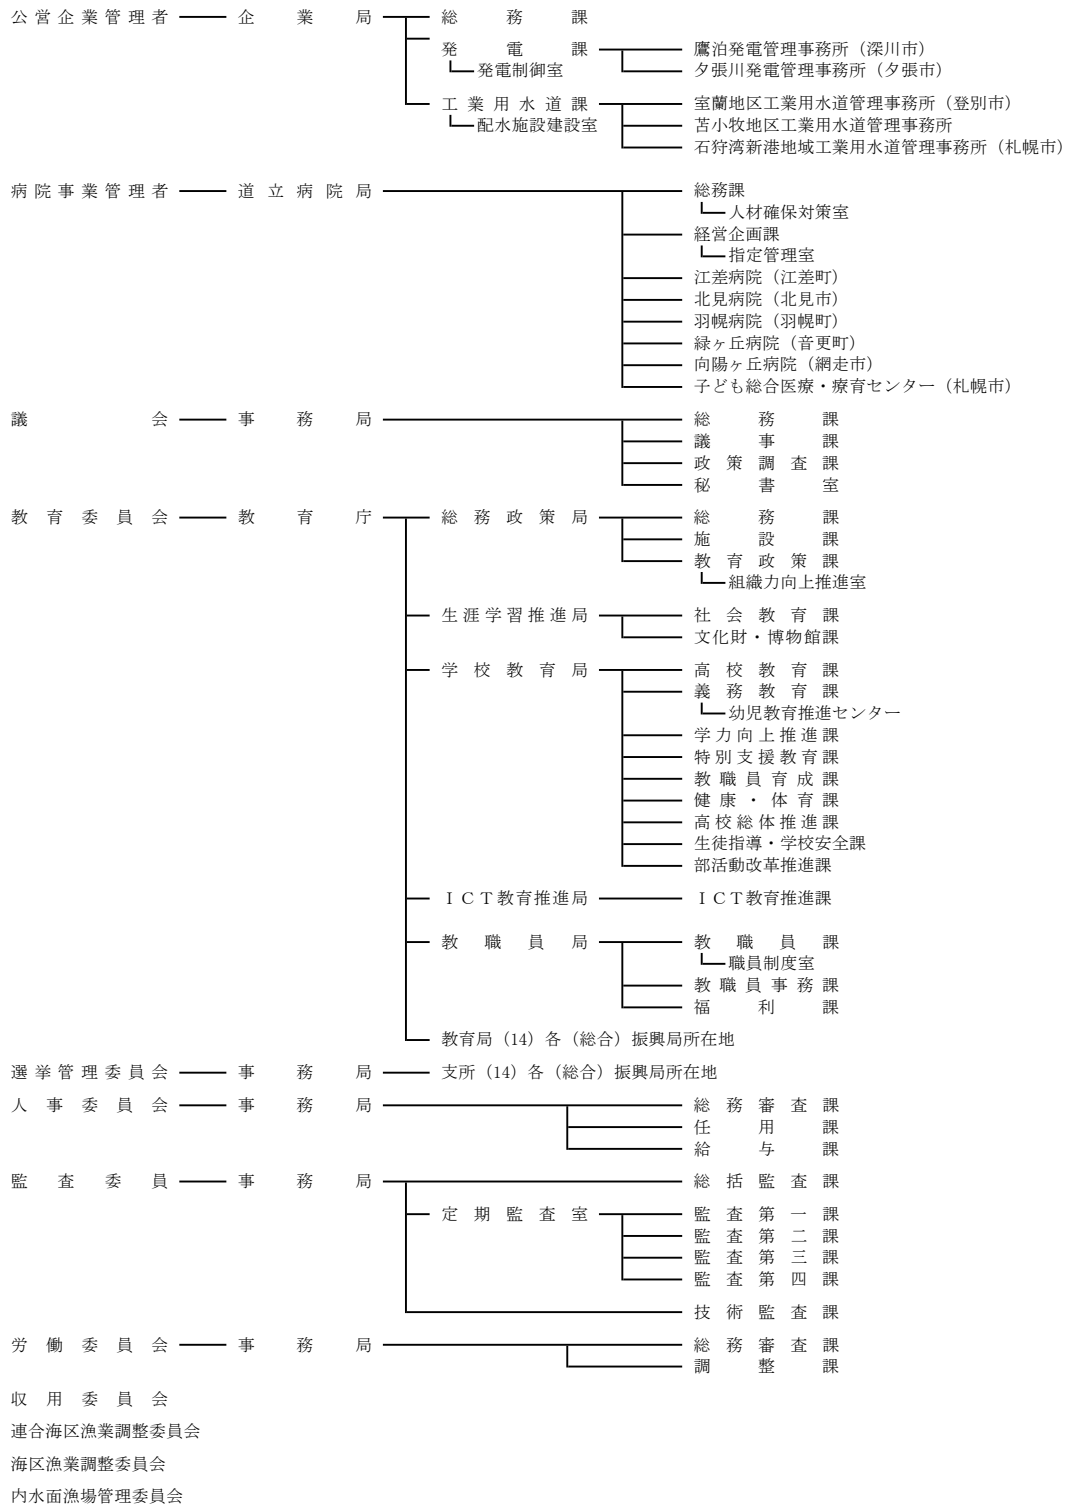 公営企業管理者 企業局 総務課
発電課 鷹泊発電管理事務所（深川市）
発電制御室 夕張川発電管理事務所（夕張市）
工業用水道課 室蘭地区工業用水道管理事務所（登別市）
配水施設建設室 苫小牧地区工業用水道管理事務所
石狩湾新港地域工業用水道管理事務所（札幌市）
病院事業管理者 道立病院局 総務課
人材確保対策室
経営企画課
指定管理室
江差病院（江差町）
北見病院（北見市）
羽幌病院（羽幌町）
緑ヶ丘病院（音更町）
向陽ヶ丘病院（網走市）
子ども総合医療・療育センター（札幌市）
議会 事務局 総務課
議事課
政策調査課
秘書室
教育委員会 教育庁 総務政策局 総務課
施設課
教育政策課
組織力向上推進室
生涯学習推進局 社会教育課
文化財・博物館課
学校教育局 高校教育課
義務教育課
幼児教育推進センター
学力向上推進課
特別支援教育課
教職員育成課
健康・体育課
高校総体推進課
生徒指導・学校安全課
部活動改革推進課
ＩＣＴ教育推進局 ＩＣＴ教育推進課
教職員局 教職員課
職員制度室
教職員事務課
福利課
教育局（14）各（総合）振興局所在地
選挙管理委員会 事務局 支所（14）各（総合）振興局所在地
人事委員会 事務局 総務審査課
任用課
給与課
監査委員 事務局 総括監査課
定期監査室 監査第一課
監査第二課
監査第三課
監査第四課
技術監査課
労働委員会 事務局 総務審査課
調整課
収用委員会
連合海区漁業調整委員会
海区漁業調整委員会
内水面漁場管理委員会